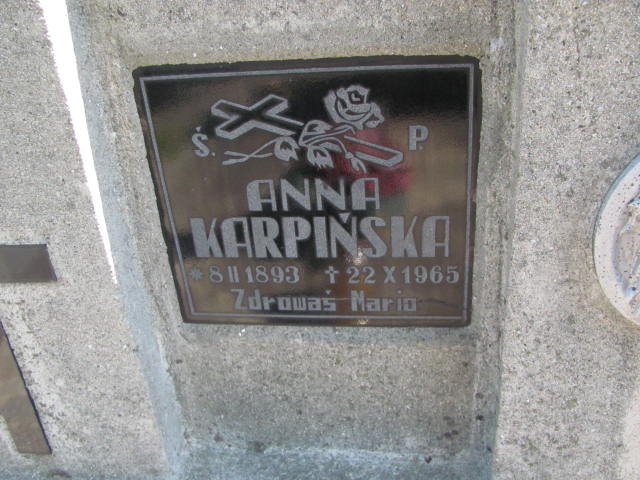 Ś. P.
ANNA
KARPIŃSKA
* 8 II 1893 † 22 X 1965
Zdrowaś Mario